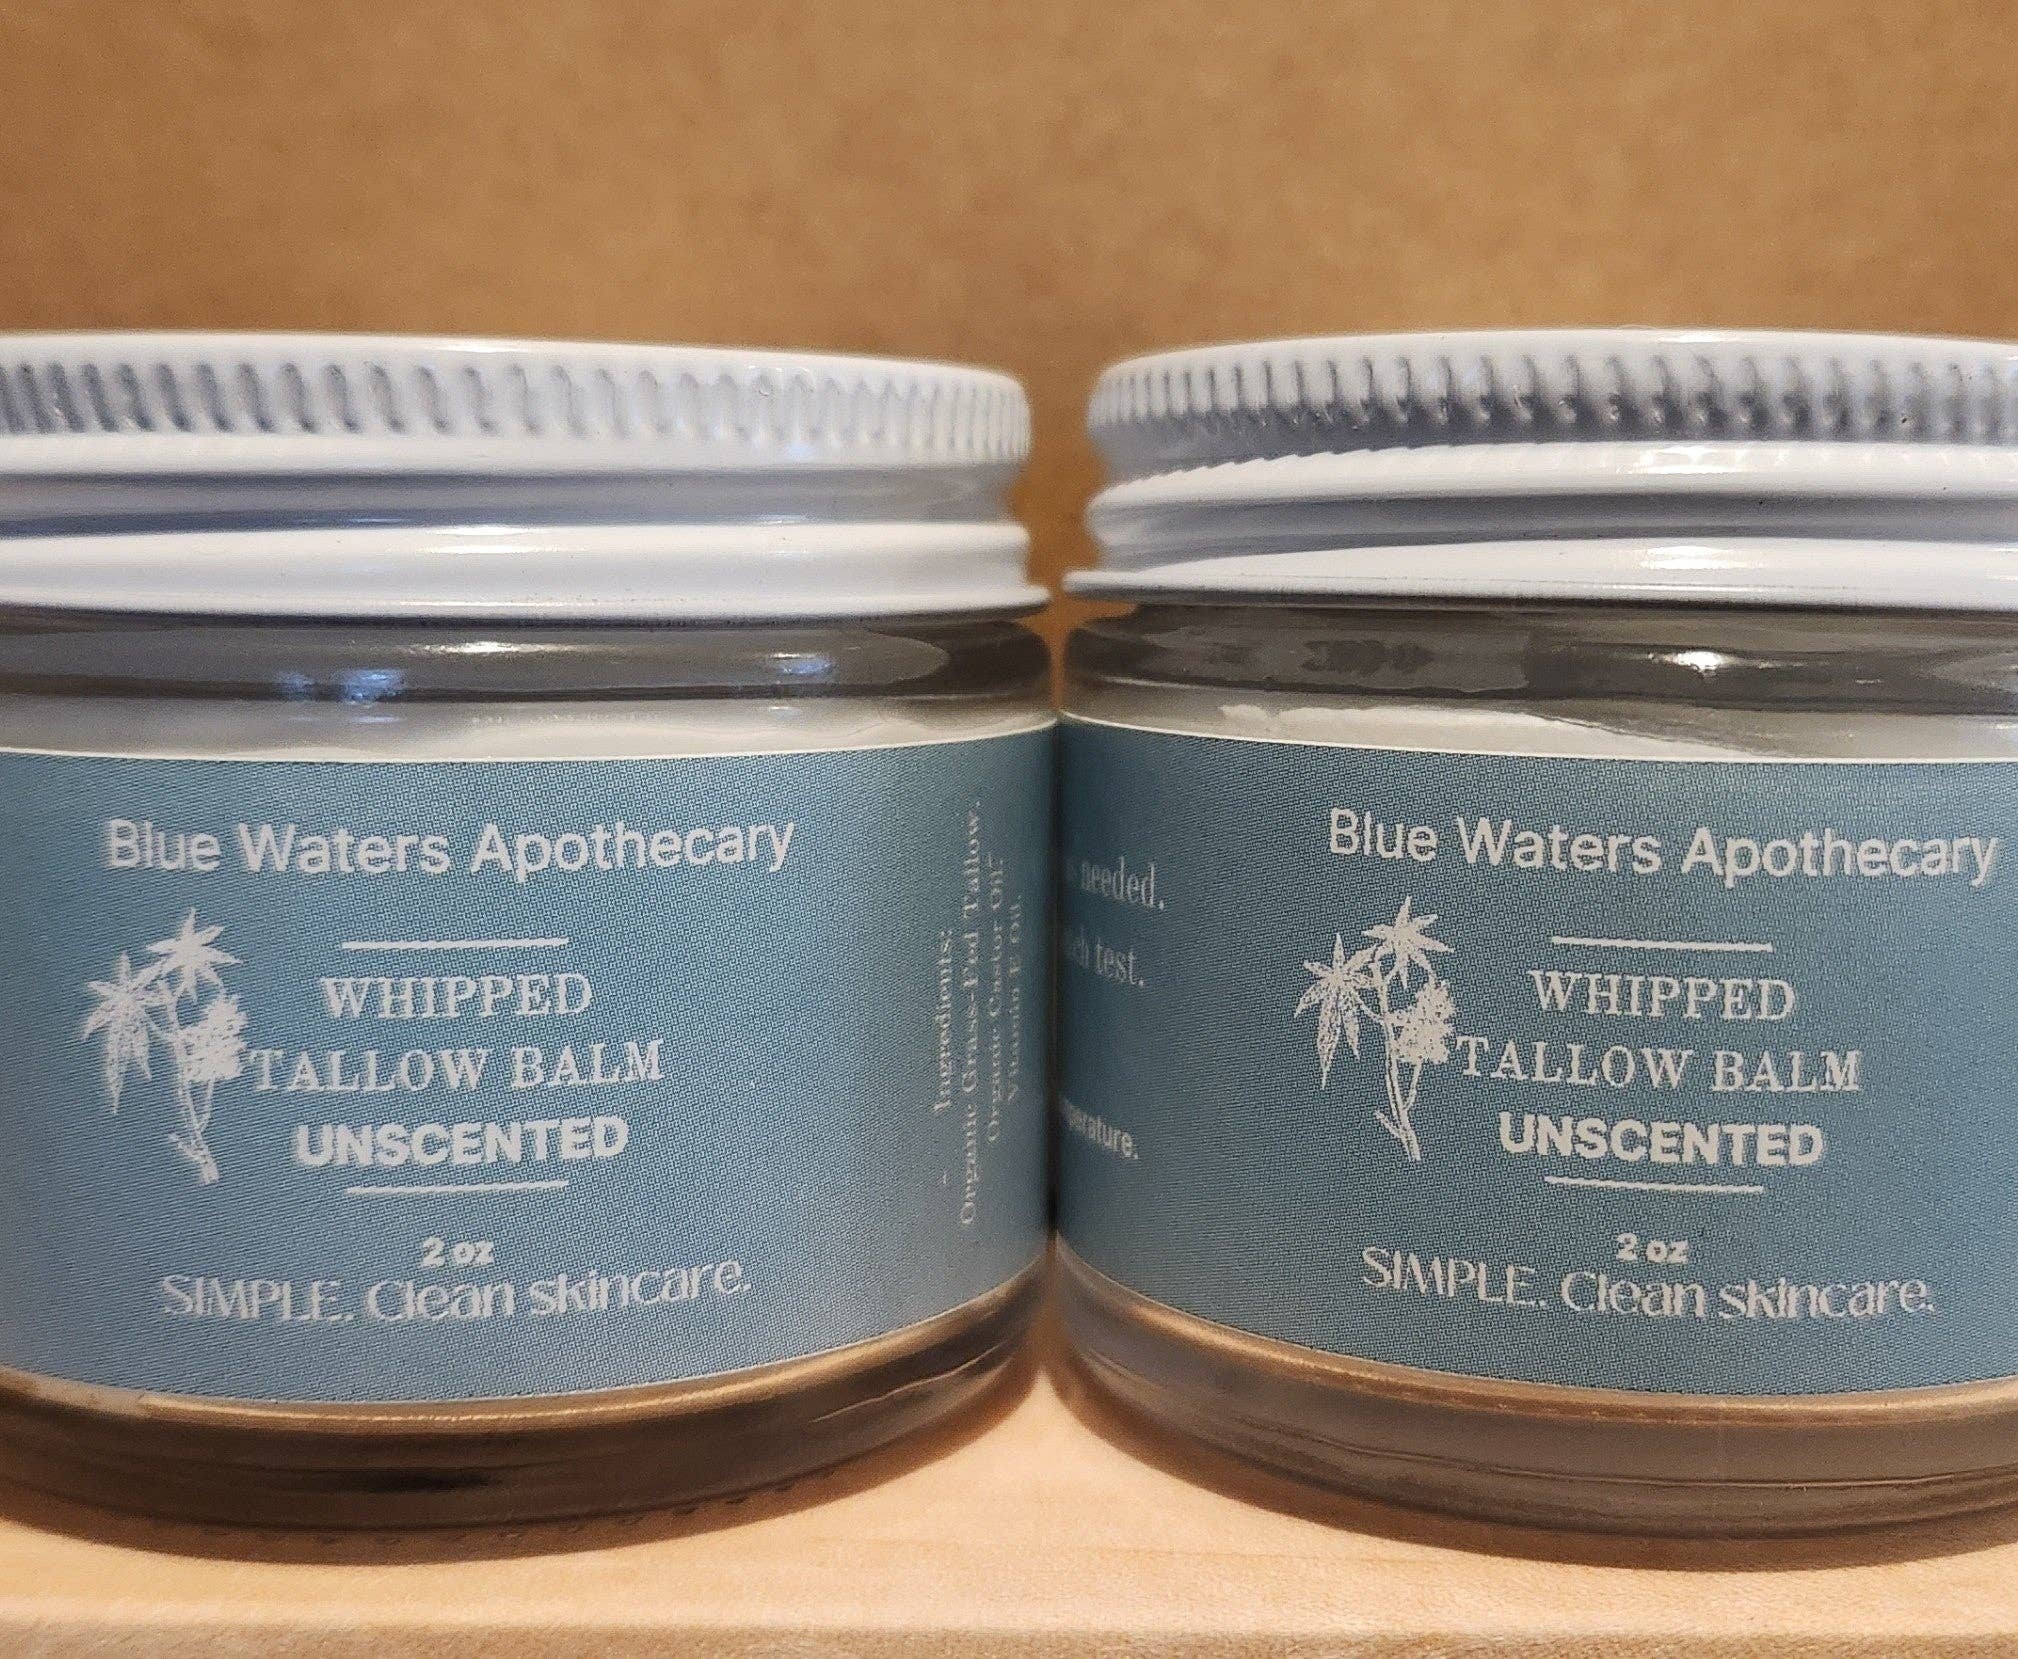 Blue Waters Apothecary
WHIPPED
TALLOW BALM
UNSCENTED
2 oz
SIMPLE. Clean skincare.
Ingredients:
Organic Grass-Fed Tallow.
Organic Castor Oil.
Vitamin E Oil.
needed.
test.
Blue Waters Apothecary
WHIPPED
TALLOW BALM
UNSCENTED
2 oz
SIMPLE. Clean skincare.